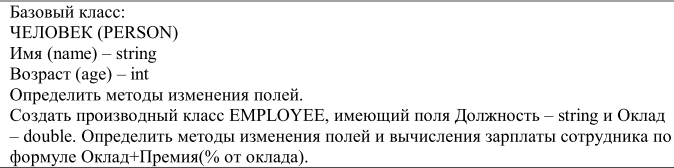 Базовый класс:
ЧЕЛОВЕК (PERSON)
Имя (name) – string
Возраст (age) – int
Определить методы изменения полей.
Создать производный класс EMPLOYEE, имеющий поля Должность – string и Оклад
– double. Определить методы изменения полей и вычисления зарплаты сотрудника по
формуле Оклад+Премия(% от оклада).